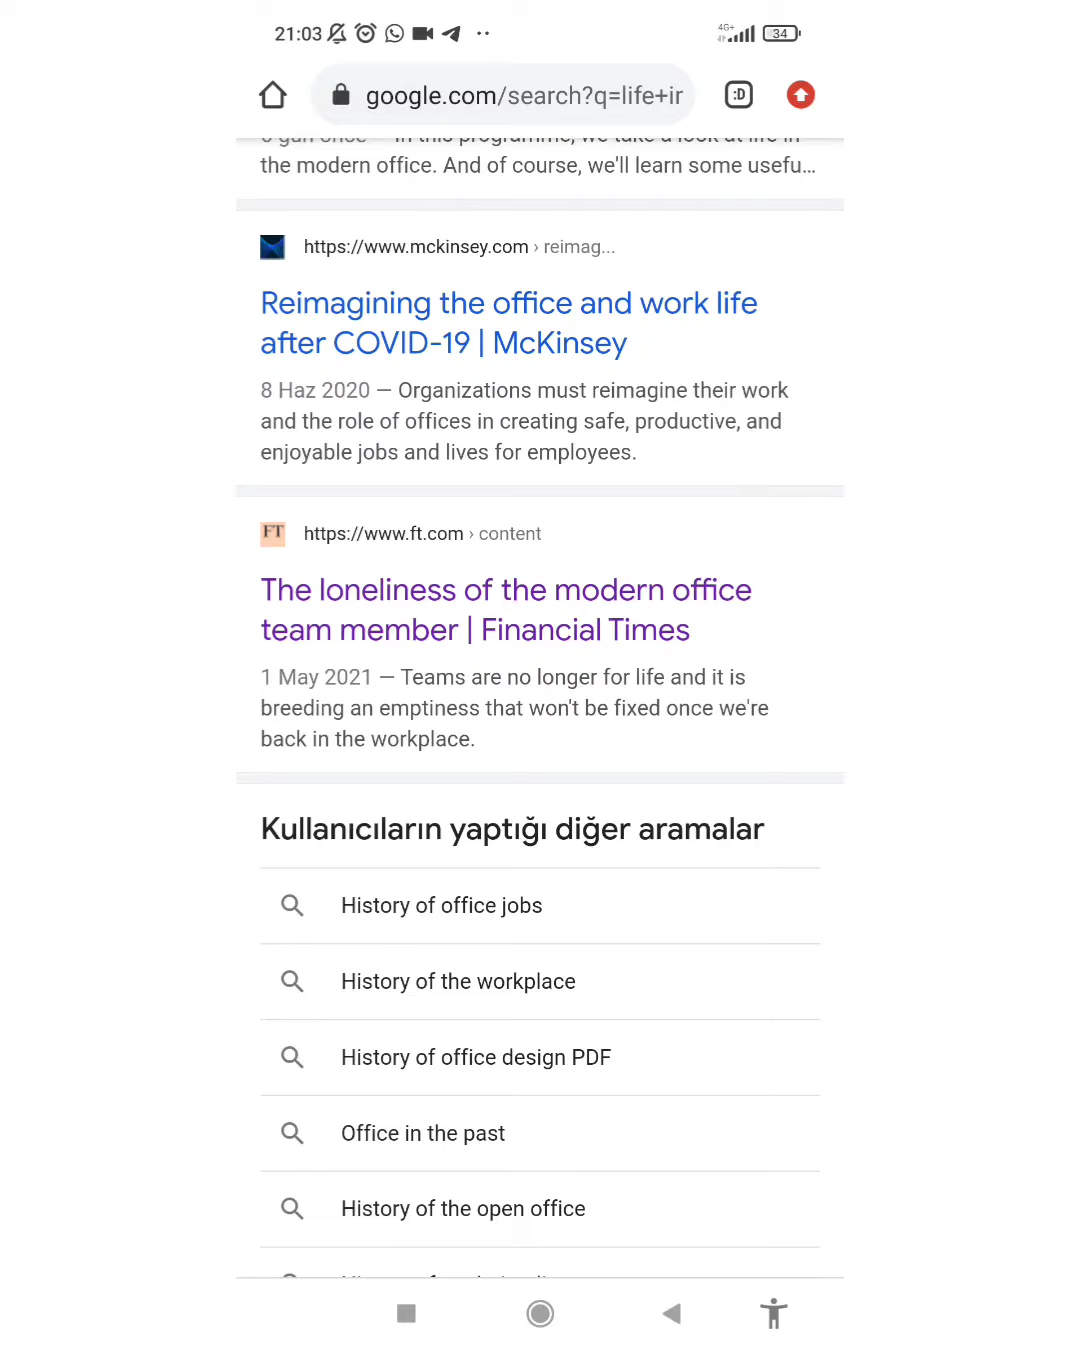 21:03
4G+
34
google.com/search?q=life+ir
:D
the modern office. And of course, we'll learn some usefu...
https://www.mckinsey.com › reimag...
Reimagining the office and work life
after COVID-19 | McKinsey
8 Haz 2020 — Organizations must reimagine their work
and the role of offices in creating safe, productive, and
enjoyable jobs and lives for employees.
FT
https://www.ft.com › content
The loneliness of the modern office
team member | Financial Times
1 May 2021 — Teams are no longer for life and it is
breeding an emptiness that won't be fixed once we're
back in the workplace.
Kullanıcıların yaptığı diğer aramalar
History of office jobs
History of the workplace
History of office design PDF
Office in the past
History of the open office